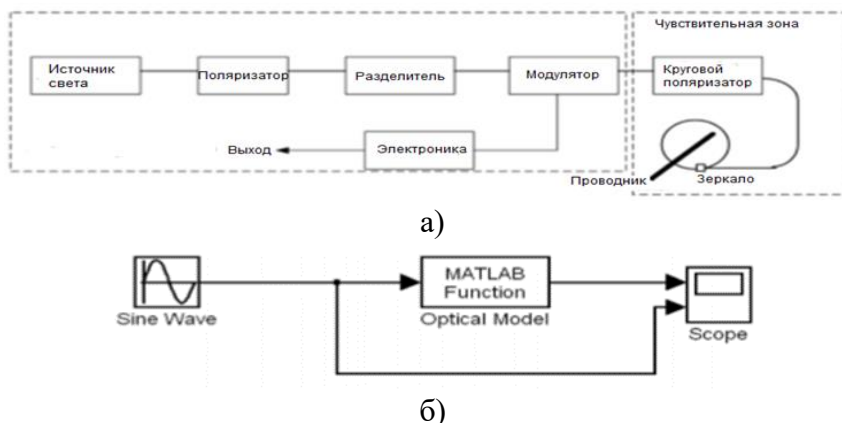 Чувствительная зона
Источник
света
Поляризатор
Разделитель
Модулятор
Круговой
поляризатор
Выход
Электроника
Проводник
Зеркало
а)
MATLAB
Function
Sine Wave
Optical Model
Scope
б)